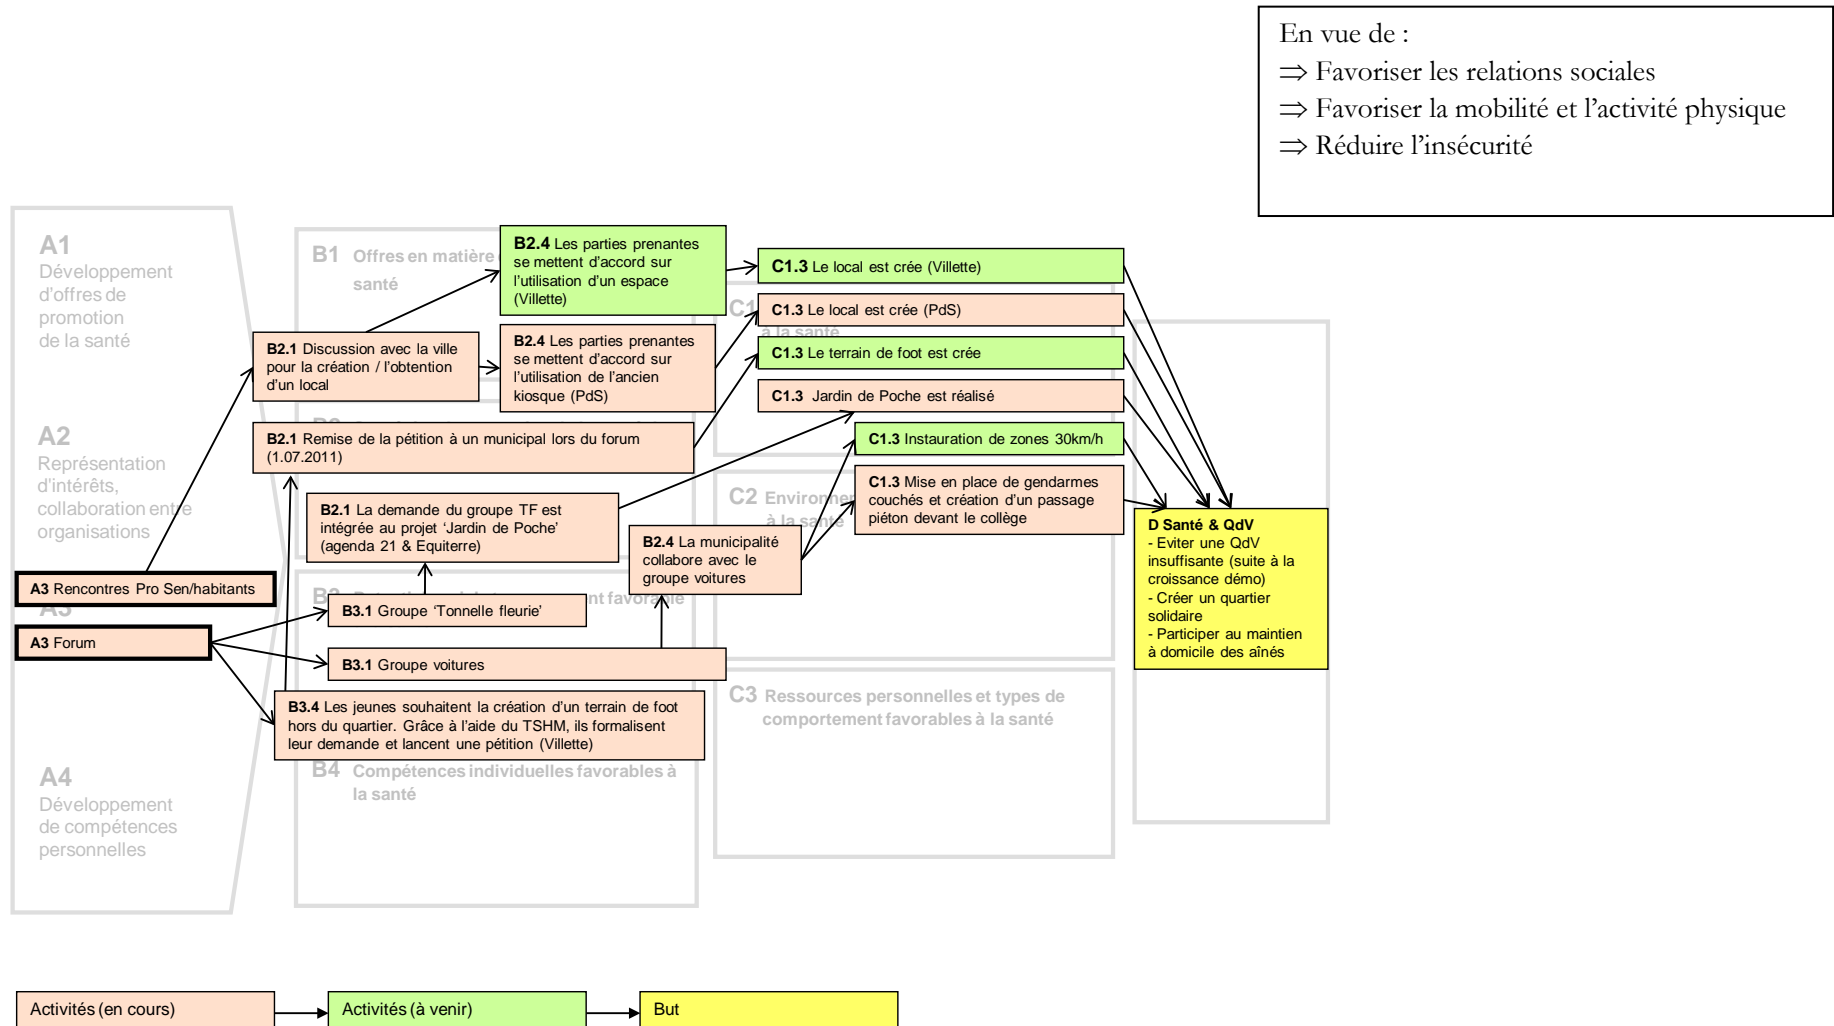 En vue de :
⇒ Favoriser les relations sociales
⇒ Favoriser la mobilité et l’activité physique
⇒ Réduire l’insécurité
A1
Développement
d'offres de
promotion
de la santé
A2
Représentation
d'intérêts,
collaboration entre
organisations
A3 Rencontres Pro Sen/habitants
A3
A3 Forum
A4
Développement
de compétences
personnelles
B1 Offres en matière
santé
B2.4 Les parties prenantes
se mettent d’accord sur
l’utilisation d’un espace
(Villette)
B2.1 Discussion avec la ville
pour la création / l’obtention
d’un local
B2.4 Les parties prenantes
se mettent d’accord sur
l’utilisation de l’ancien
kiosque (PdS)
B2.1 Remise de la pétition à un municipal lors du forum
(1.07.2011)
B2.1 La demande du groupe TF est
intégrée au projet ‘Jardin de Poche’
(agenda 21 & Equiterre)
B2.4 La municipalité
collabore avec le
groupe voitures
nt favorable
B3.1 Groupe ‘Tonnelle fleurie’
B3.1 Groupe voitures
B3.4 Les jeunes souhaitent la création d’un terrain de foot
hors du quartier. Grâce à l’aide du TSHM, ils formalisent
leur demande et lancent une pétition (Villette)
B4 Compétences individuelles favorables à
la santé
C1.3 Le local est crée (Villette)
C1
C1.3 Le local est crée (PdS)
à la santé
C1.3 Le terrain de foot est crée
C1.3 Jardin de Poche est réalisé
C1.3 Instauration de zones 30km/h
C1.3 Mise en place de gendarmes
couchés et création d’un passage
piéton devant le collège
C2 Environne
à la santé
C3 Ressources personnelles et types de
comportement favorables à la santé
D Santé & QdV
- Eviter une QdV
insuffisante (suite à la
croissance démo)
- Créer un quartier
solidaire
- Participer au maintien
à domicile des aînés
Activités (en cours)
Activités (à venir)
But